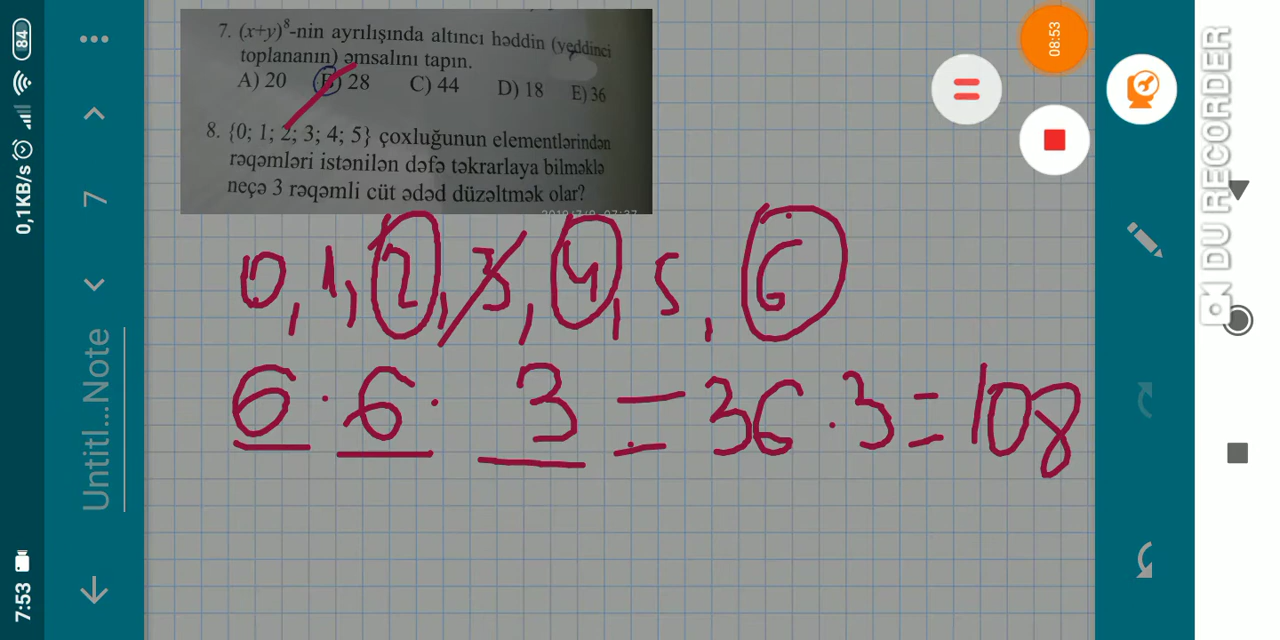 7. (x+y)⁸-nin ayrılışında altıncı həddin (yeddinci
toplananın) əmsalını tapın.
A) 20 B) 28 C) 44 D) 18 E) 36
8. {0; 1; 2; 3; 4; 5} çoxluğunun elementlərindən
rəqəmləri istənilən dəfə təkrarlaya bilməklə
neçə 3 rəqəmli cüt ədəd düzəltmək olar?
0, 1, 2, 3, 4, 5, 6
6 · 6 · 3 = 36 · 3 = 108
84
0,1KB/s
7:53
7
Untitl...Note
08:53
DU RECORDER